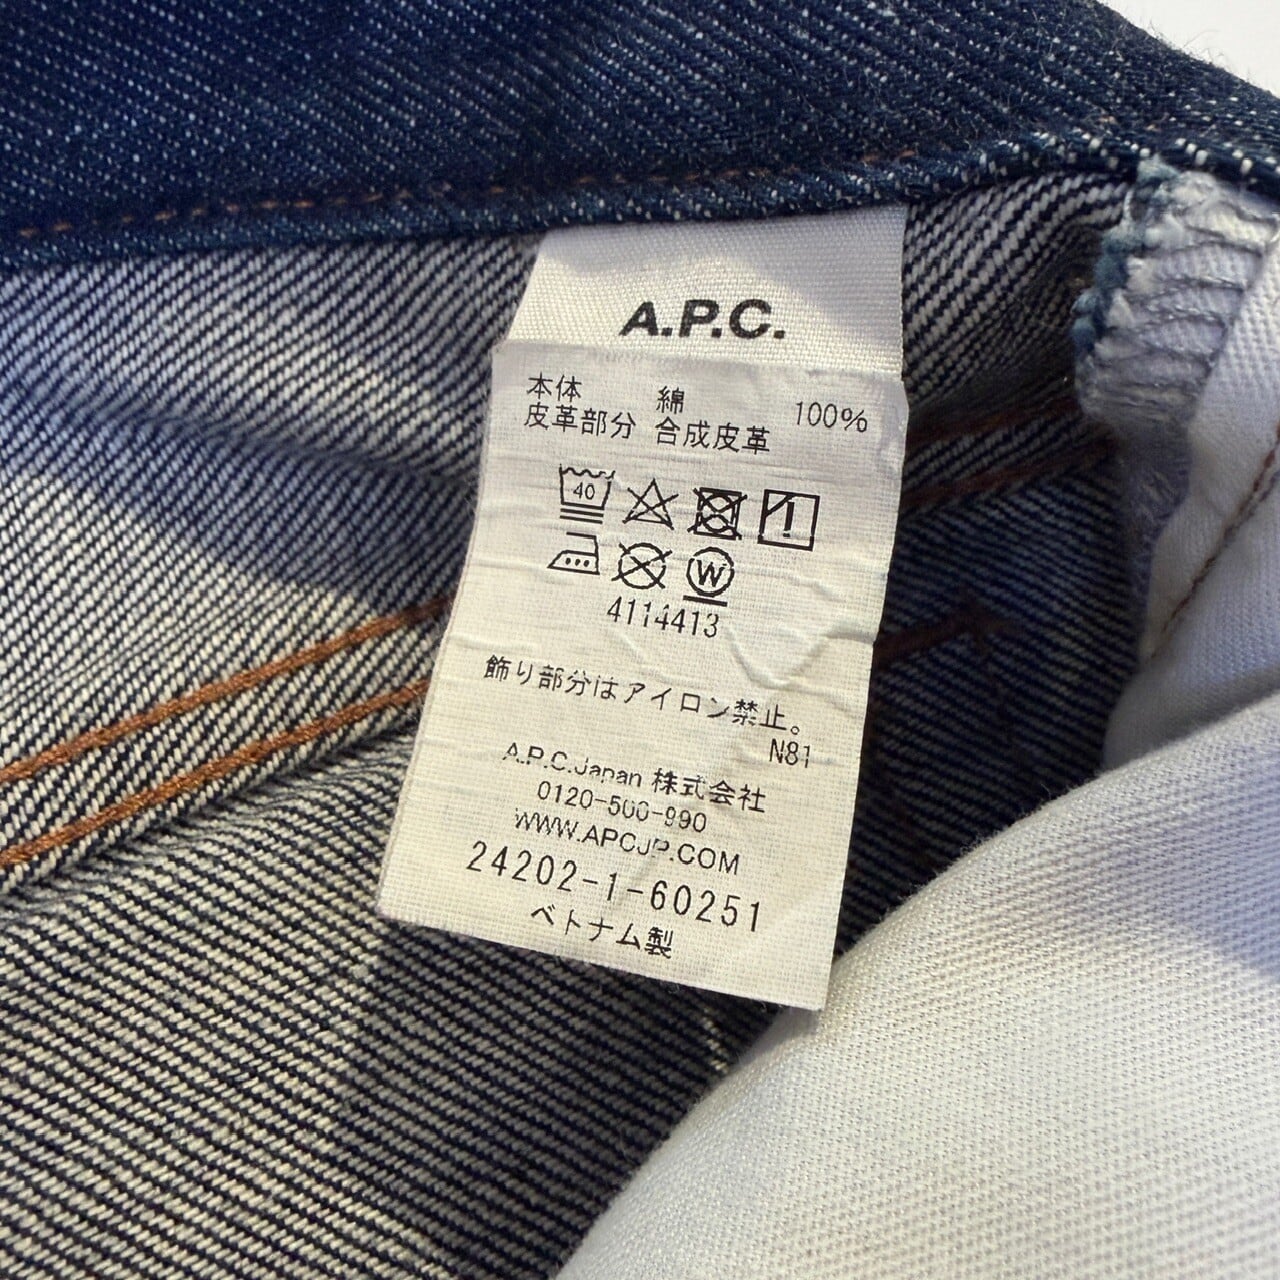 A.P.C.
本体 綿 100%
皮革部分 合成皮革
40
W
4114413
飾り部分はアイロン禁止。
N81
A.P.C.Japan 株式会社
0120-500-990
WWW.APCJP.COM
24202-1-60251
ベトナム製